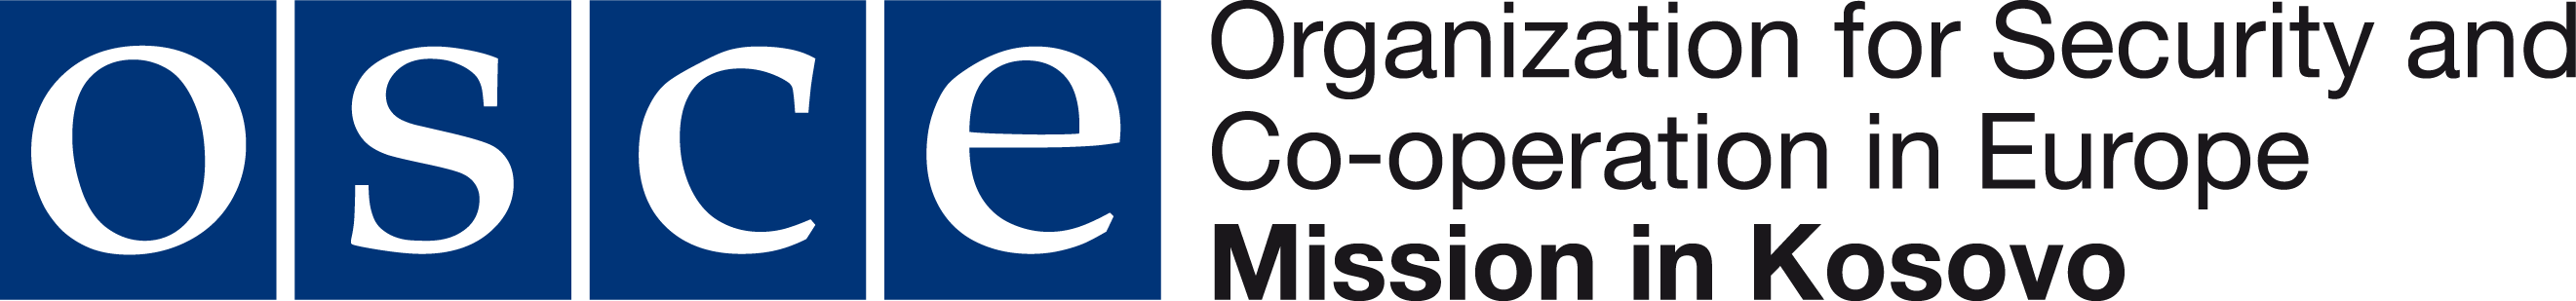 osce
Organization for Security and
Co-operation in Europe
Mission in Kosovo